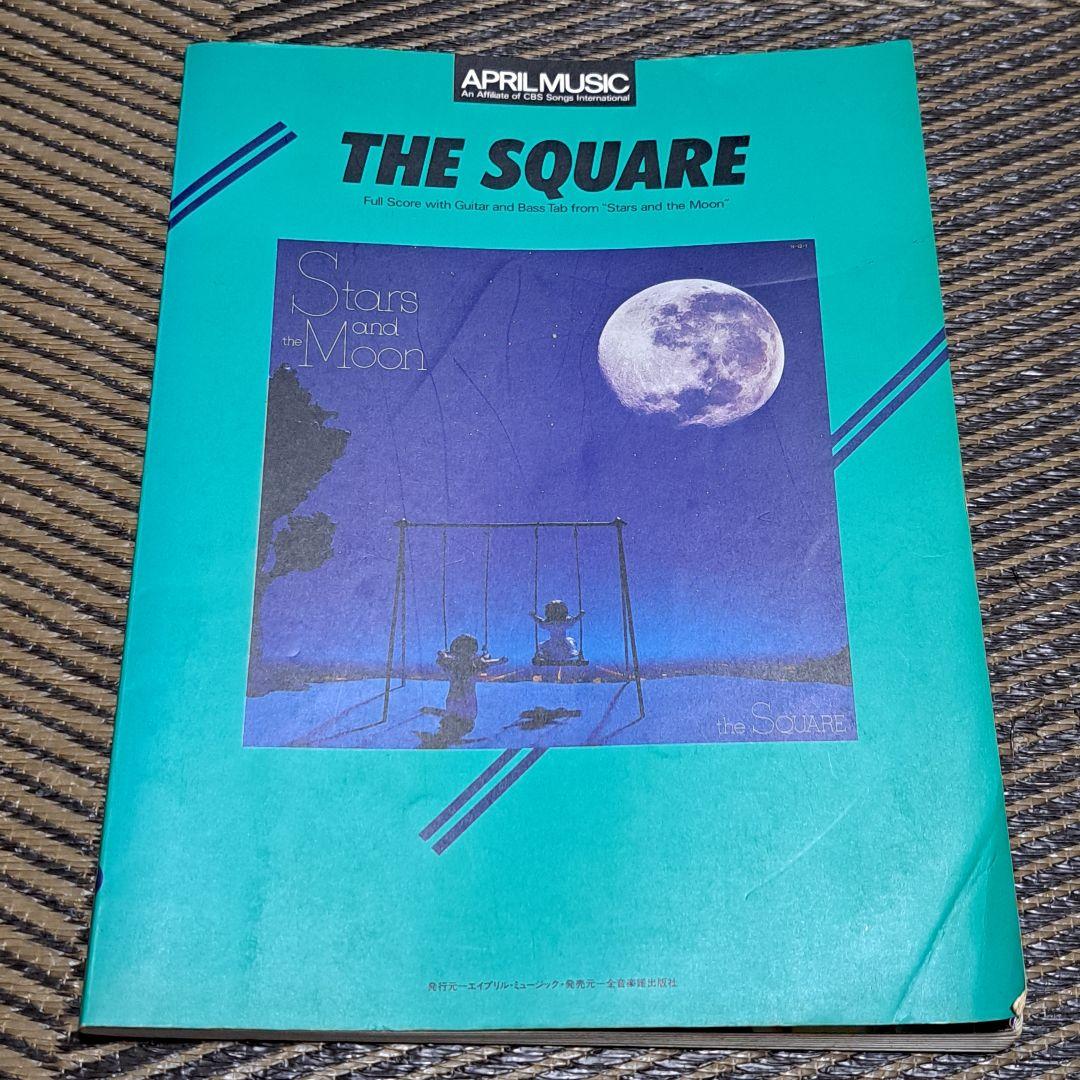 APRIL MUSIC
An Affiliate of CBS Songs International
THE SQUARE
Full Score with Guitar and Bass Tab from "Stars and the Moon"
Stars
and
the Moon
the SQUARE
発行元―エイプリル・ミュージック・発売元―全音楽譜出版社